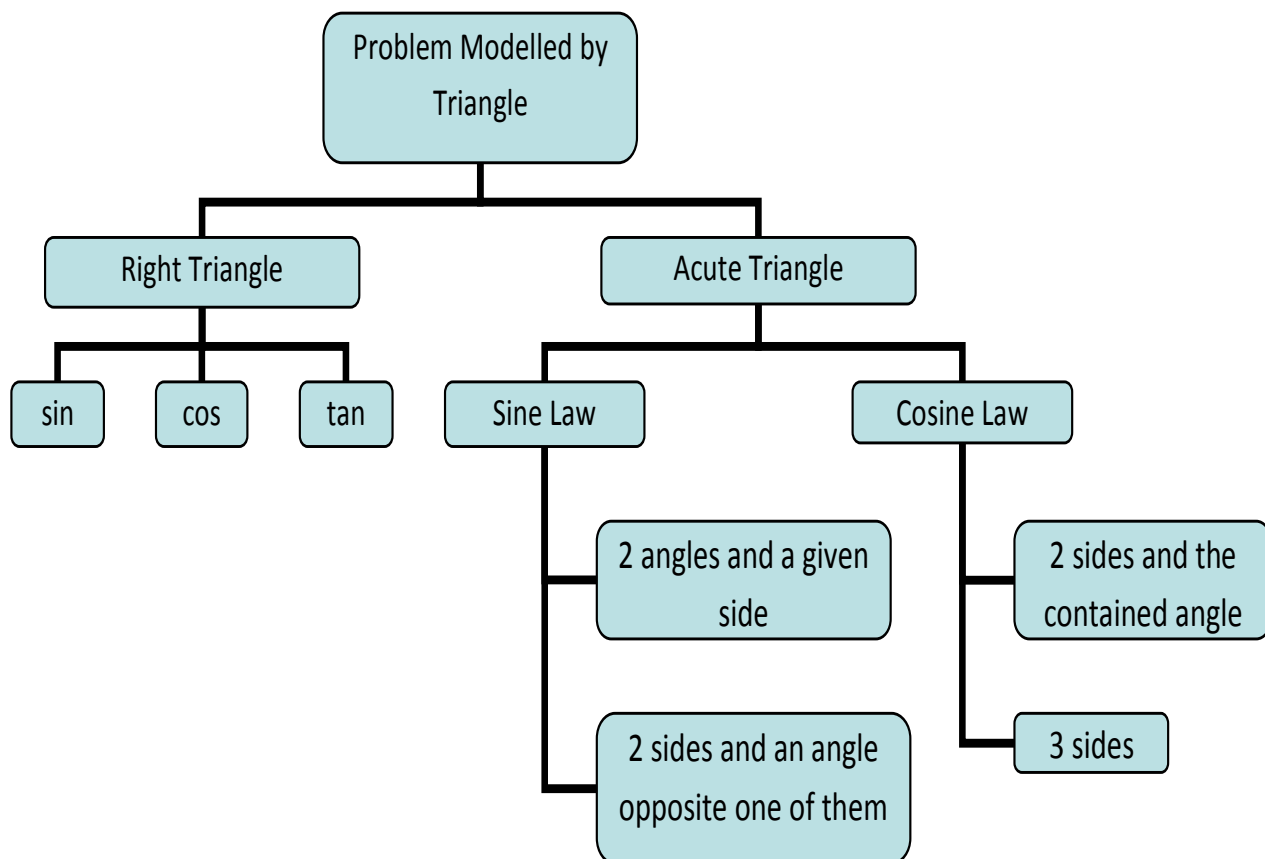 Problem Modelled by
Triangle
Right Triangle
Acute Triangle
sin
cos
tan
Sine Law
Cosine Law
2 angles and a given
side
2 sides and the
contained angle
2 sides and an angle
opposite one of them
3 sides